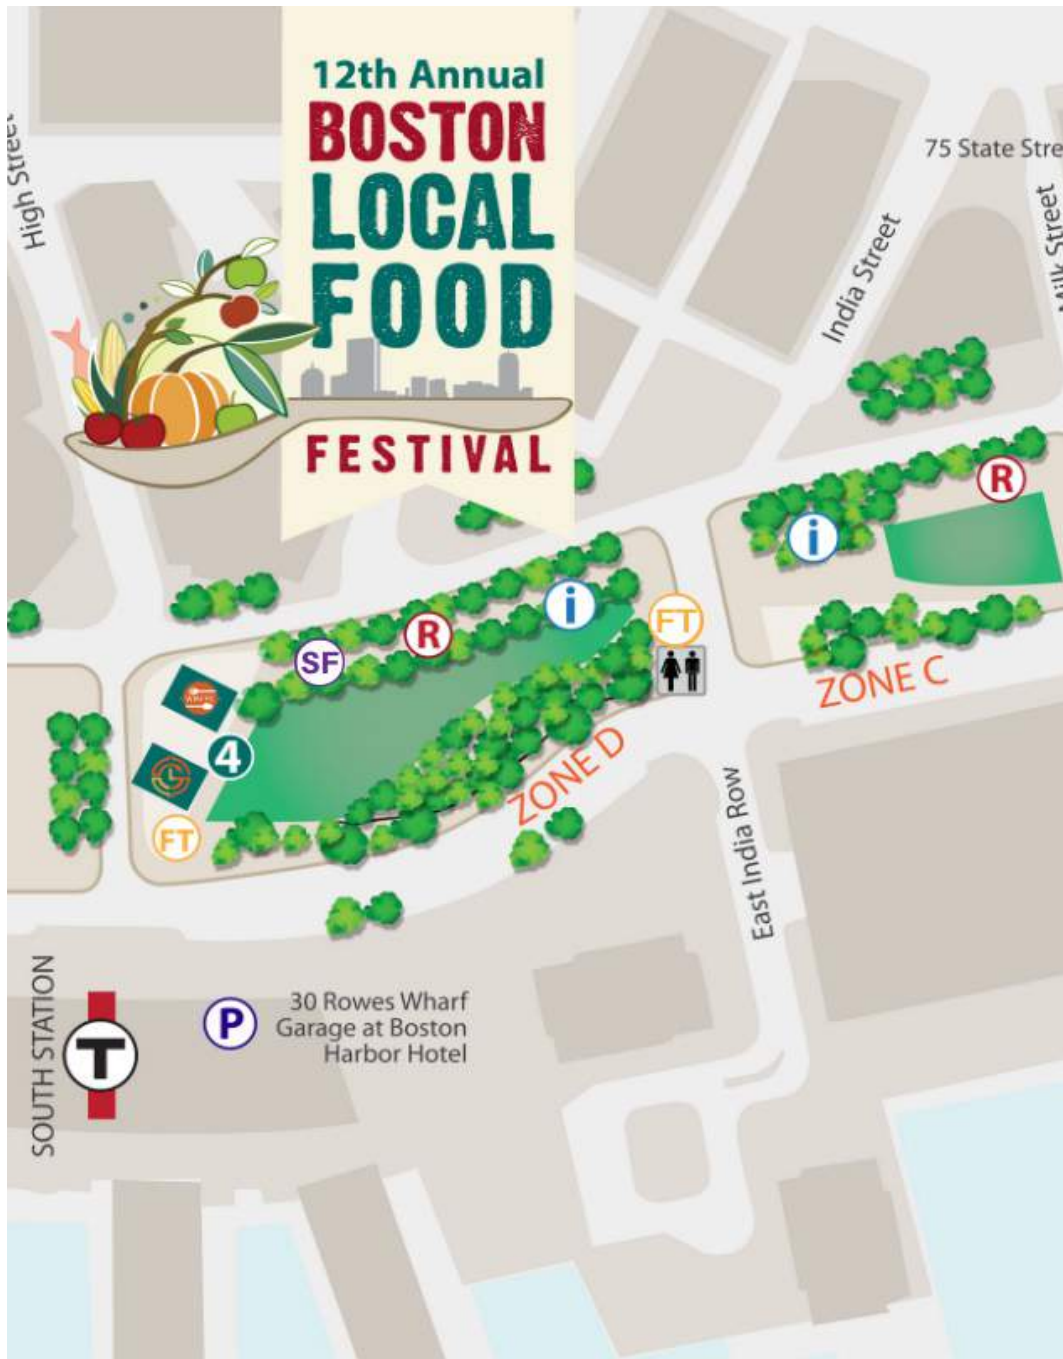 12th Annual
BOSTON
LOCAL
FOOD
FESTIVAL
High Street
75 State Stre
India Street
Milk Street
R
i
i
R
FT
SF
ZONE C
4
ZONE D
FT
East India Row
SOUTH STATION
T
P
30 Rowes Wharf
Garage at Boston
Harbor Hotel